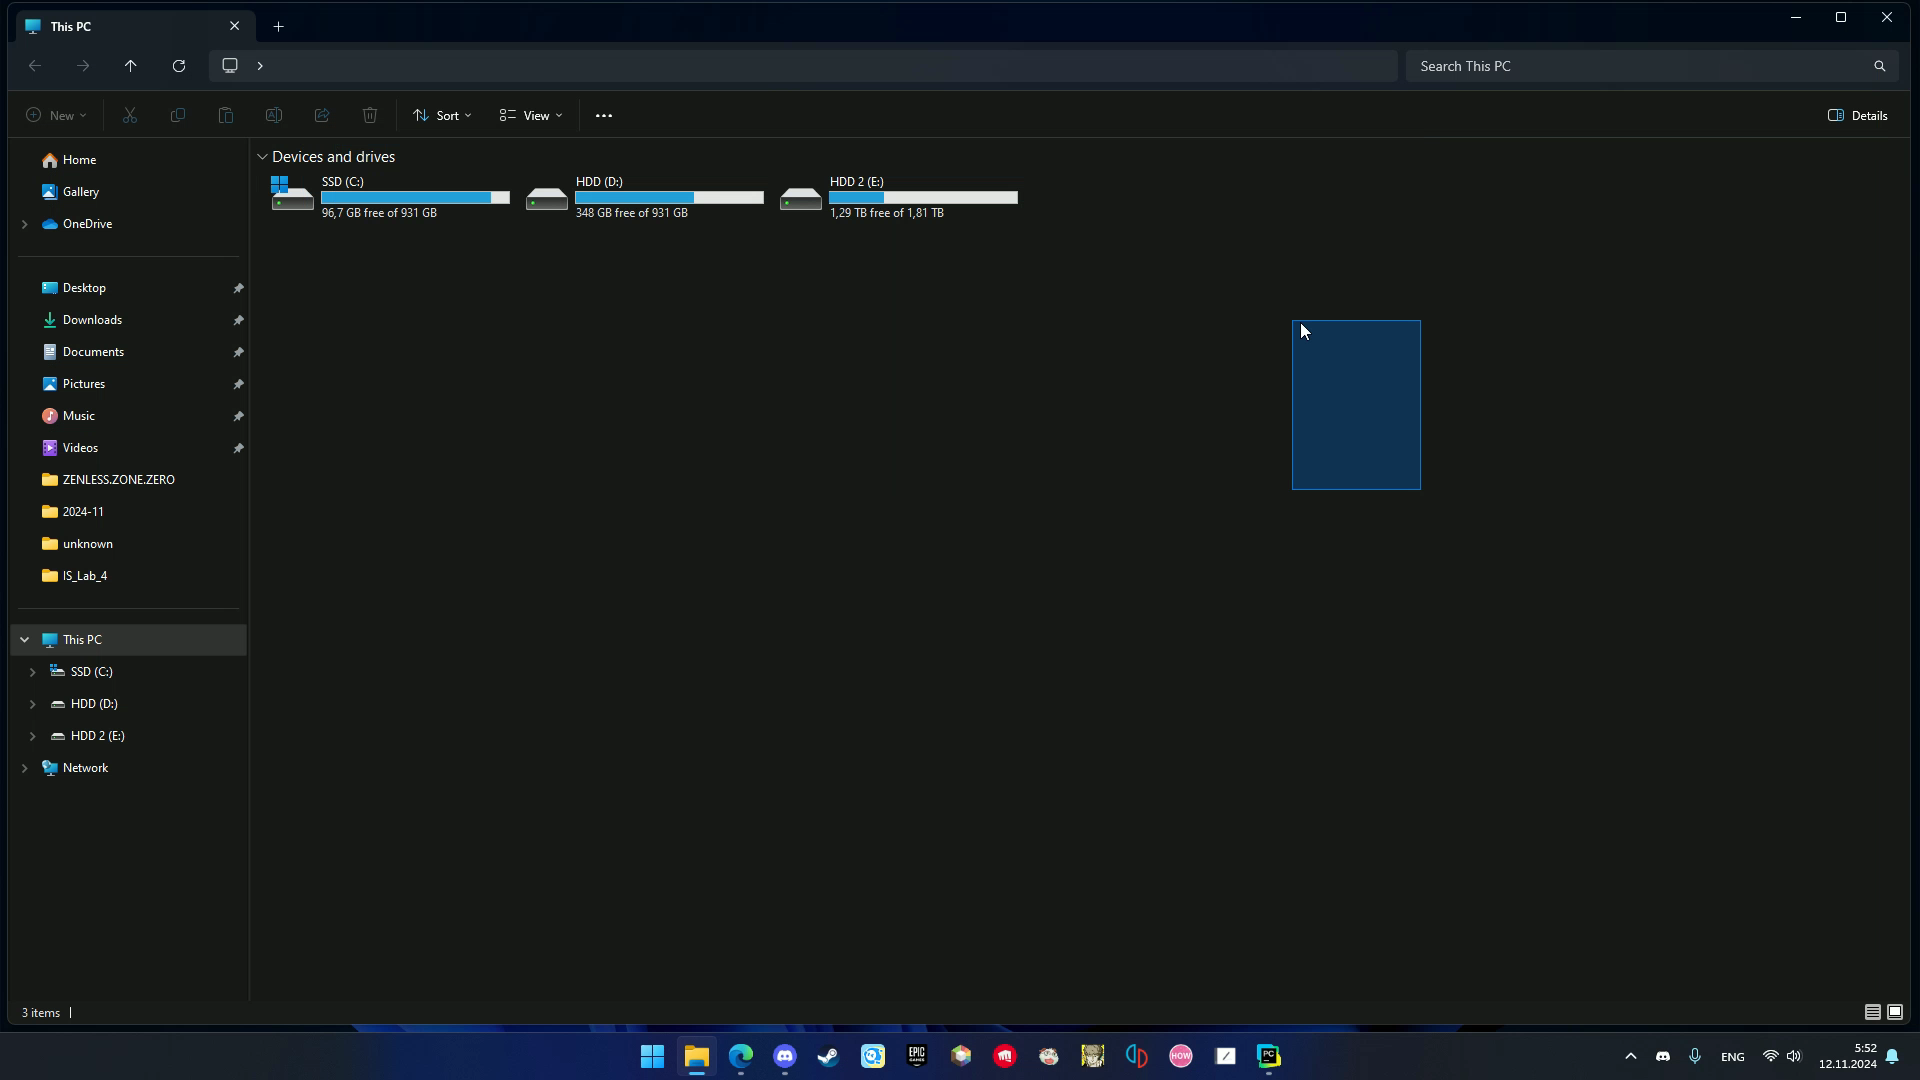 This PC
Search This PC
New
Sort
View
Details
Home
Gallery
OneDrive
Desktop
Downloads
Documents
Pictures
Music
Videos
ZENLESS.ZONE.ZERO
2024-11
unknown
IS_Lab_4
This PC
SSD (C:)
HDD (D:)
HDD 2 (E:)
Network
Devices and drives
SSD (C:)
96,7 GB free of 931 GB
HDD (D:)
348 GB free of 931 GB
HDD 2 (E:)
1,29 TB free of 1,81 TB
3 items
EPIC
GAMES
HOW
PC
ENG
5:52
12.11.2024